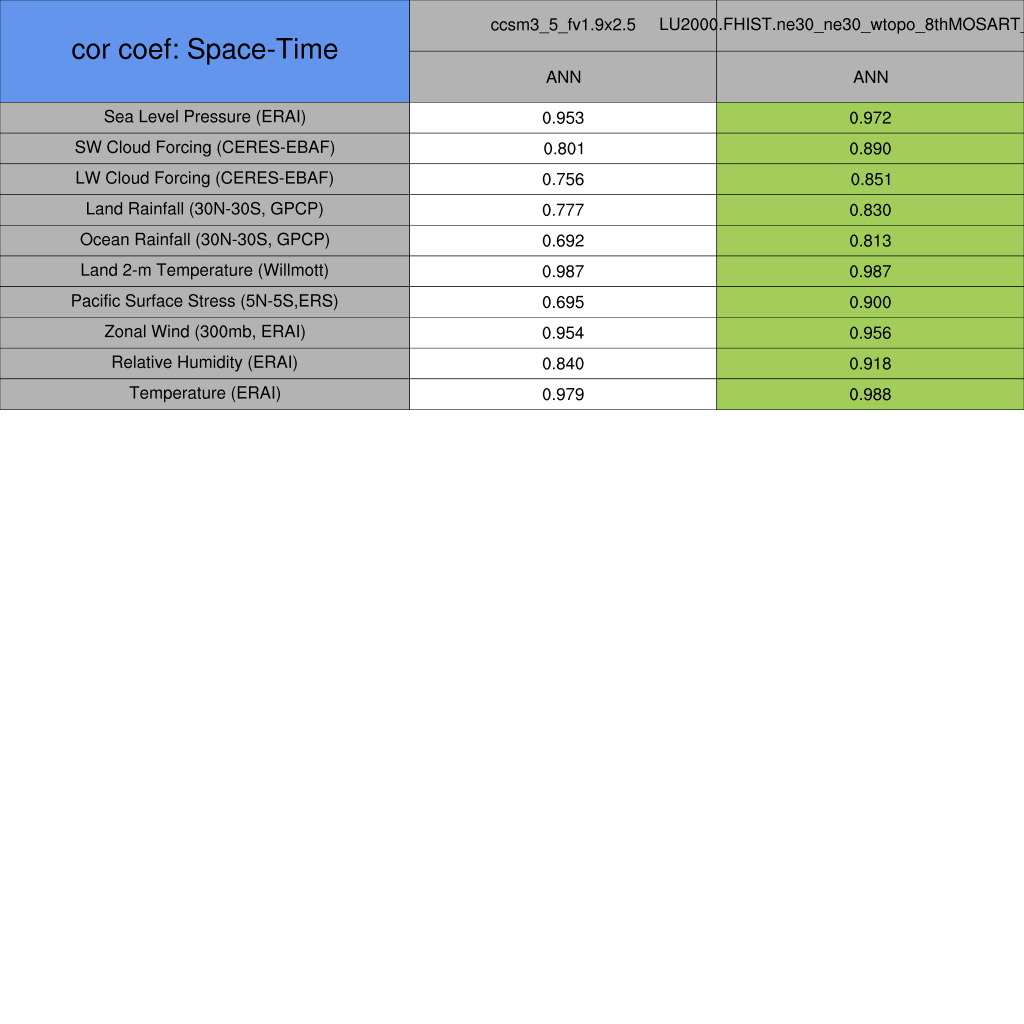 cor coef: Space-Time
ccsm3_5_fv1.9x2.5 LU2000.FHIST.ne30_ne30_wtopo_8thMOSART_
ANN ANN
Sea Level Pressure (ERAI) 0.953 0.972
SW Cloud Forcing (CERES-EBAF) 0.801 0.890
LW Cloud Forcing (CERES-EBAF) 0.756 0.851
Land Rainfall (30N-30S, GPCP) 0.777 0.830
Ocean Rainfall (30N-30S, GPCP) 0.692 0.813
Land 2-m Temperature (Willmott) 0.987 0.987
Pacific Surface Stress (5N-5S,ERS) 0.695 0.900
Zonal Wind (300mb, ERAI) 0.954 0.956
Relative Humidity (ERAI) 0.840 0.918
Temperature (ERAI) 0.979 0.988